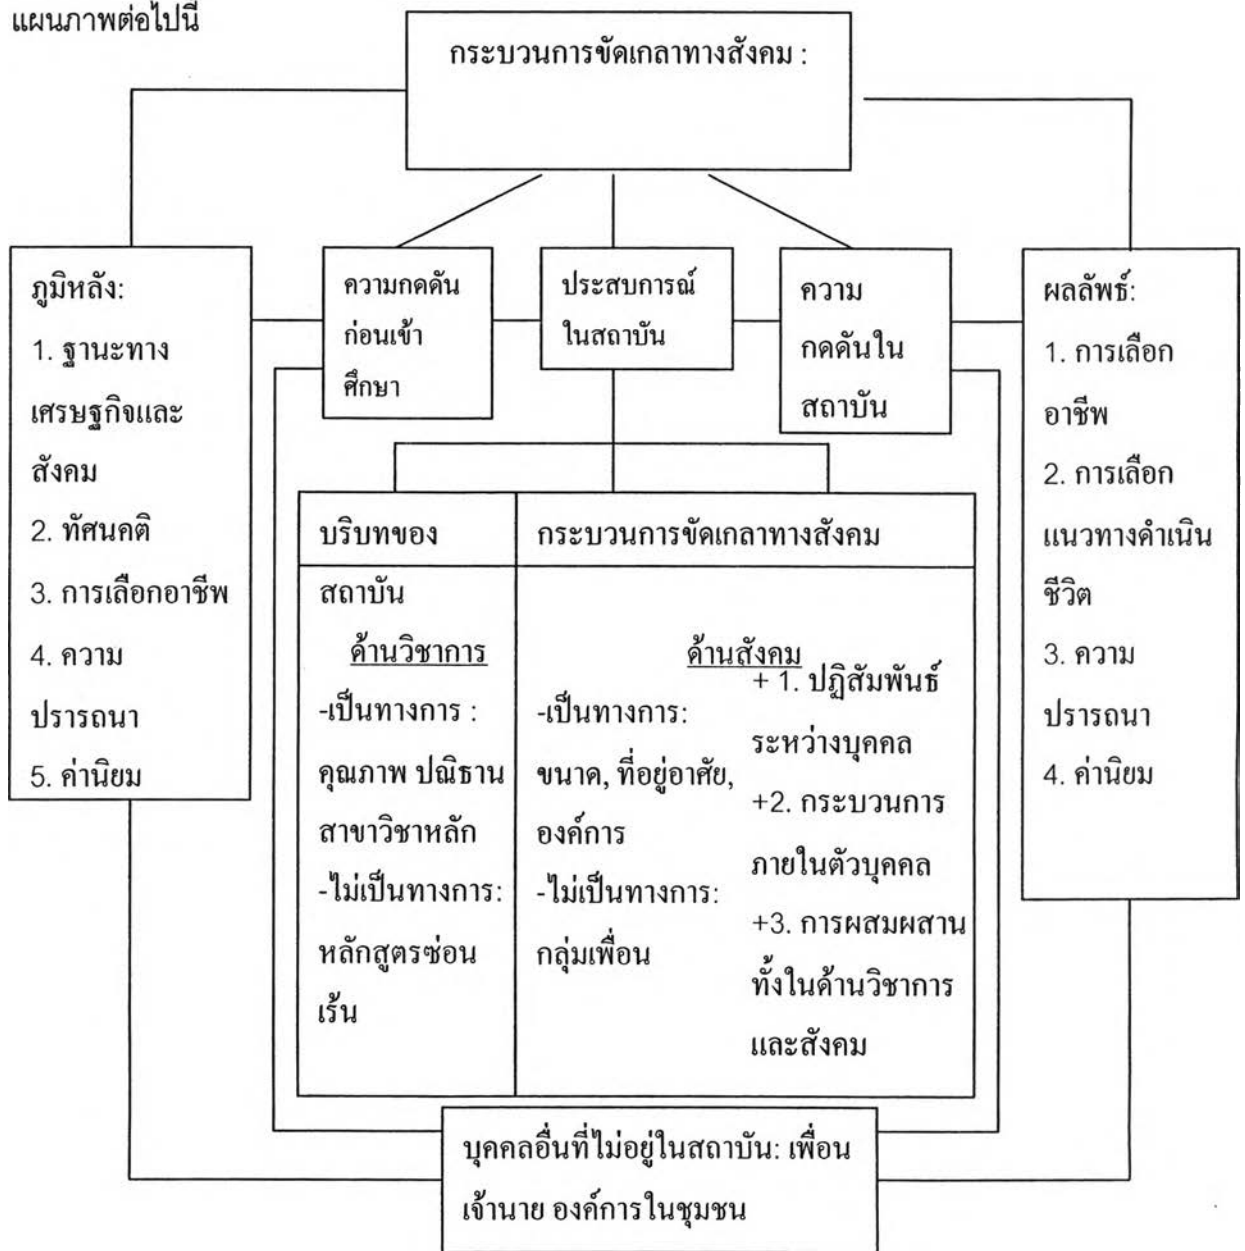 แผนภาพต่อไปนี้
กระบวนการขัดเกลาทางสังคม :
ภูมิหลัง:
1. ฐานะทาง
เศรษฐกิจและ
สังคม
2. ทัศนคติ
3. การเลือกอาชีพ
4. ความ
ปรารถนา
5. ค่านิยม
ความกดดัน
ก่อนเข้า
ศึกษา
ประสบการณ์
ในสถาบัน
ความ
กดดันใน
สถาบัน
ผลลัพธ์:
1. การเลือก
อาชีพ
2. การเลือก
แนวทางดำเนิน
ชีวิต
3. ความ
ปรารถนา
4. ค่านิยม
บริบทของ
สถาบัน
ด้านวิชาการ
-เป็นทางการ :
คุณภาพ ปณิธาน
สาขาวิชาหลัก
-ไม่เป็นทางการ:
หลักสูตรซ่อน
เร้น
กระบวนการขัดเกลาทางสังคม
ด้านสังคม
-เป็นทางการ:
ขนาด, ที่อยู่อาศัย,
องค์การ
-ไม่เป็นทางการ:
กลุ่มเพื่อน
+ 1. ปฏิสัมพันธ์
ระหว่างบุคคล
+2. กระบวนการ
ภายในตัวบุคคล
+3. การผสมผสาน
ทั้งในด้านวิชาการ
และสังคม
บุคคลอื่นที่ไม่อยู่ในสถาบัน: เพื่อน
เจ้านาย องค์การในชุมชน